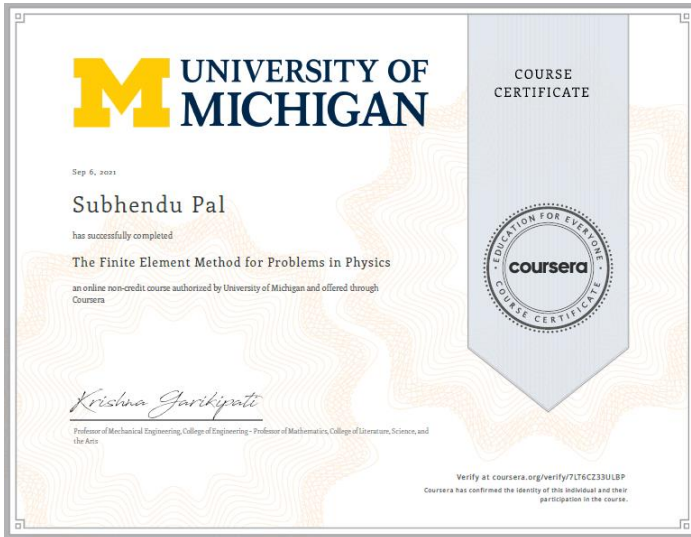 UNIVERSITY OF
MICHIGAN
COURSE
CERTIFICATE
Sep 6, 2021
Subhendu Pal
has successfully completed
The Finite Element Method for Problems in Physics
an online non-credit course authorized by University of Michigan and offered through
Coursera
EDUCATION FOR EVERYONE
coursera
COURSE CERTIFICATE
Krishna Garikipati
Professor of Mechanical Engineering, College of Engineering - Professor of Mathematics, College of Literature, Science, and
the Arts
Verify at coursera.org/verify/7LT6CZ33ULBP
Coursera has confirmed the identity of this individual and their
participation in the course.